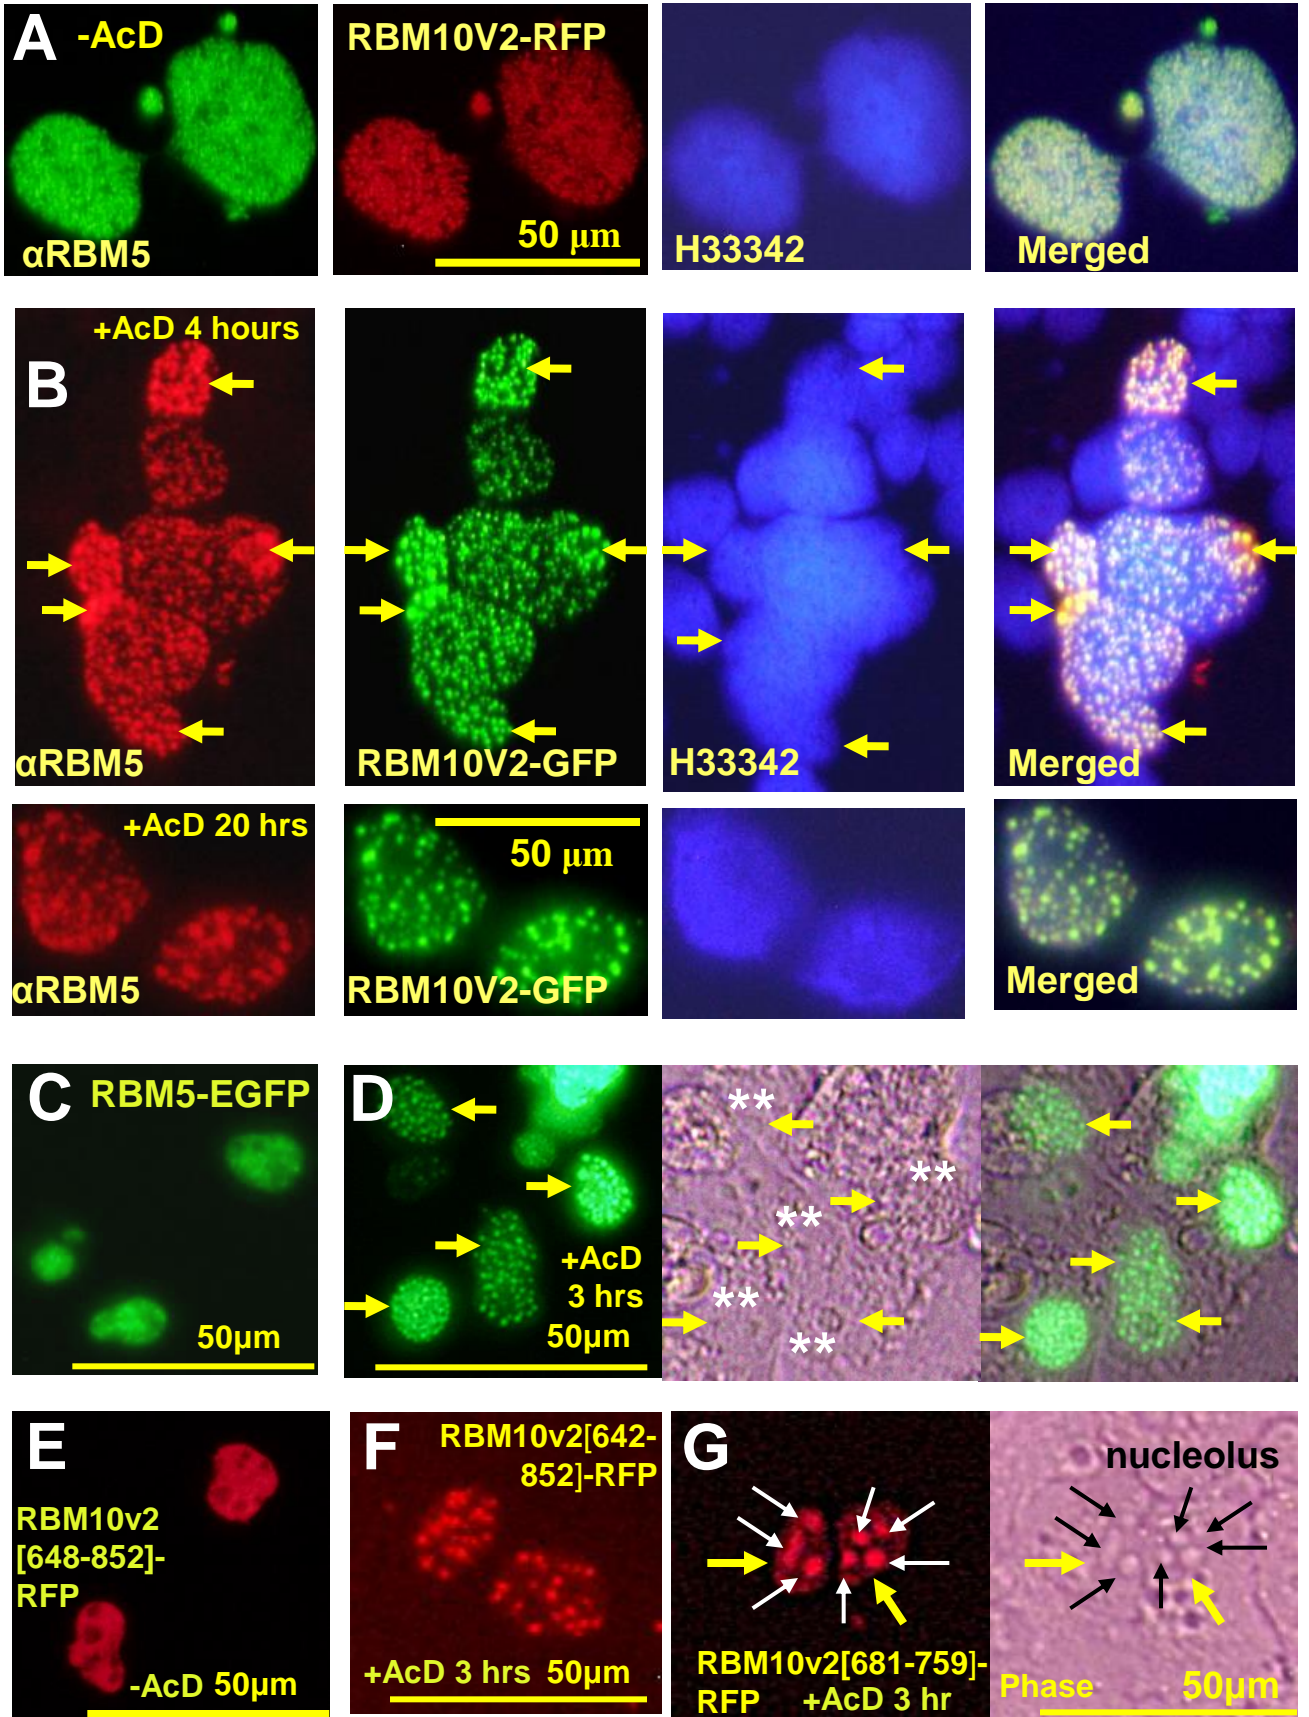 A
-AcD
αRBM5
RBM10V2-RFP
50 μm
H33342
Merged
B
+AcD 4 hours
αRBM5
RBM10V2-GFP
H33342
Merged
+AcD 20 hrs
αRBM5
50 μm
RBM10V2-GFP
Merged
C
RBM5-EGFP
50μm
D
+AcD
3 hrs
50μm
**
**
**
**
**
E
RBM10v2
[648-852]-
RFP
-AcD 50μm
F
RBM10v2[642-
852]-RFP
+AcD 3 hrs 50μm
G
RBM10v2[681-759]-
RFP +AcD 3 hr
nucleolus
Phase 50μm